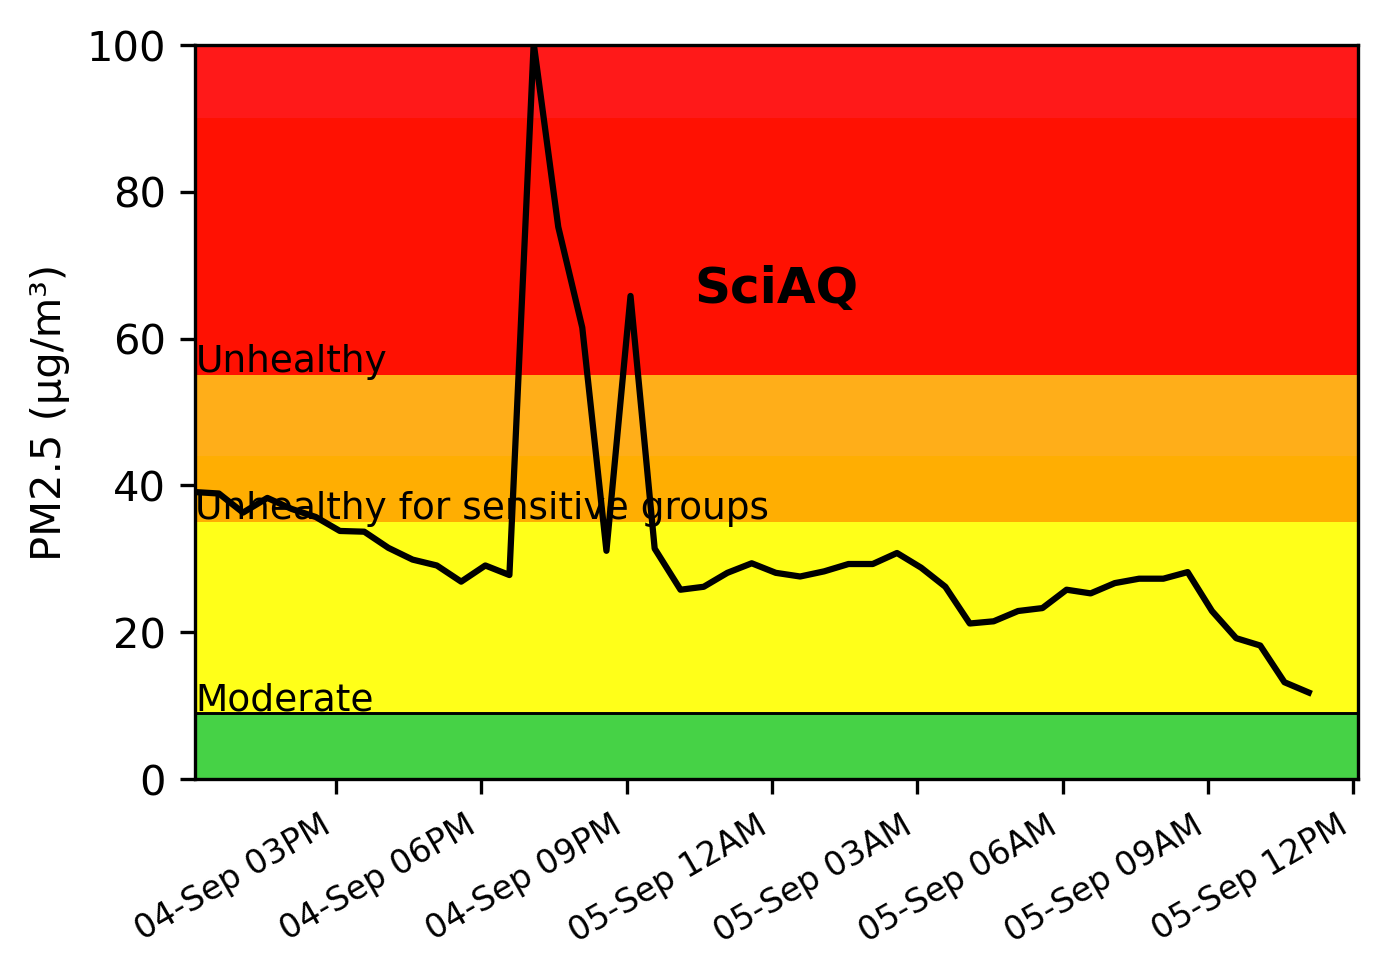 100
80
60
40
20
0
PM2.5 (µg/m³)
SciAQ
Unhealthy
Unhealthy for sensitive groups
Moderate
04-Sep 03PM
04-Sep 06PM
04-Sep 09PM
05-Sep 12AM
05-Sep 03AM
05-Sep 06AM
05-Sep 09AM
05-Sep 12PM